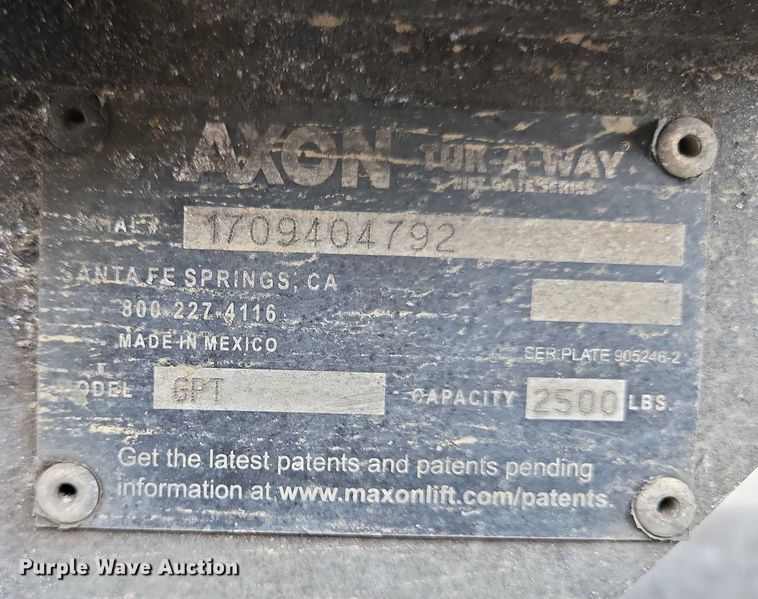 AXON TUK-A-WAY®
LIFTGATE SERIES
1709404792
SANTA FE SPRINGS, CA
800-227-4116
MADE IN MEXICO
SER PLATE 905246-2
ODEL GPT CAPACITY 2500 LBS.
Get the latest patents and patents pending
information at www.maxonlift.com/patents.
Purple Wave Auction